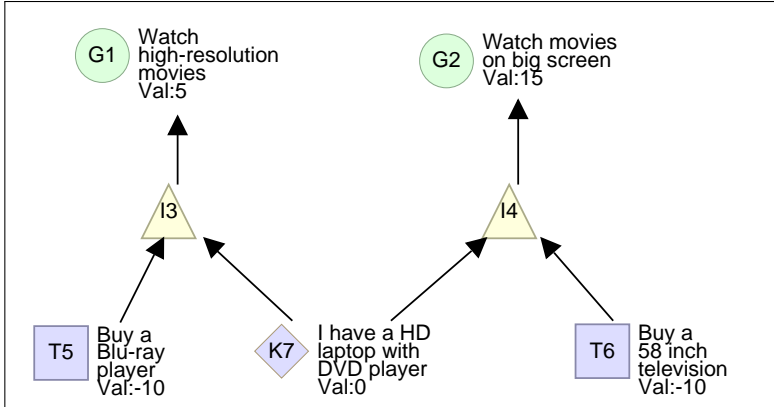 G1
Watch
high-resolution
movies
Val:5
G2
Watch movies
on big screen
Val:15
I3
I4
T5
Buy a
Blu-ray
player
Val:-10
K7
I have a HD
laptop with
DVD player
Val:0
T6
Buy a
58 inch
television
Val:-10